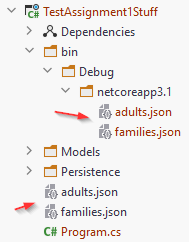 TestAssignment1Stuff
Dependencies
bin
Debug
netcoreapp3.1
adults.json
families.json
Models
Persistence
adults.json
families.json
C# Program.cs